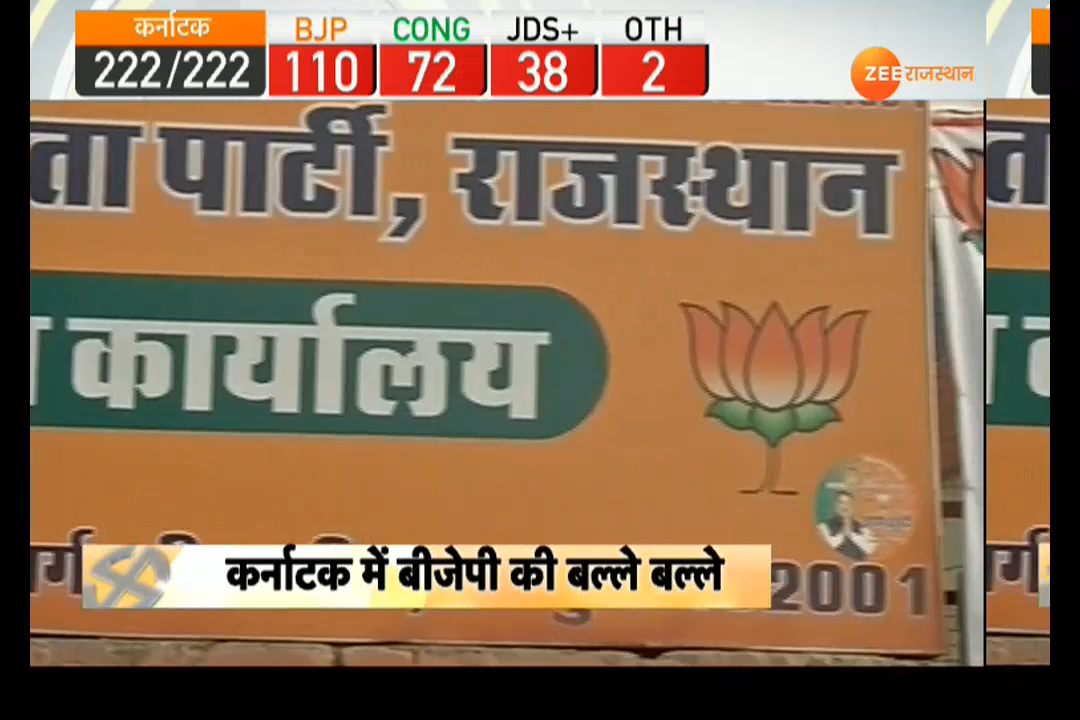 कर्नाटक BJP CONG JDS+ OTH
222/222 110 72 38 2
ZEE राजस्थान
ता पार्टी, राजस्थान
कार्यालय
कर्नाटक में बीजेपी की बल्ले बल्ले
2001